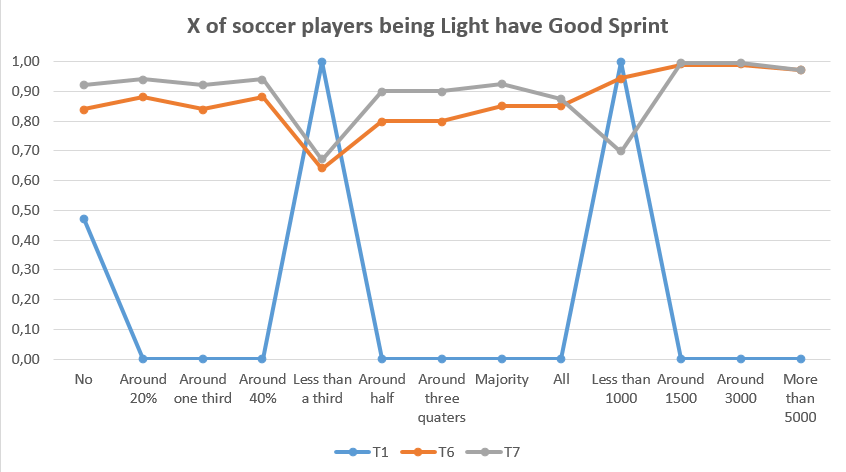 X of soccer players being Light have Good Sprint
1,00
0,90
0,80
0,70
0,60
0,50
0,40
0,30
0,20
0,10
0,00
No
Around
20%
Around
one third
Around
40%
Less than
a third
Around
half
Around
three
quaters
Majority
All
Less than
1000
Around
1500
Around
3000
More
than
5000
T1
T6
T7